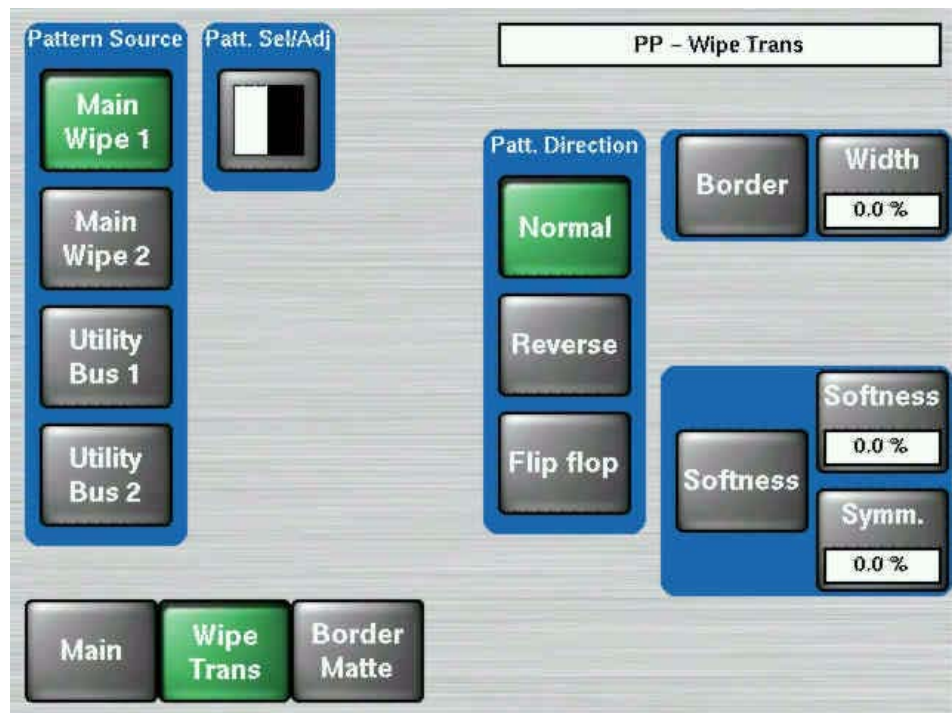 Pattern Source
Main
Wipe 1
Main
Wipe 2
Utility
Bus 1
Utility
Bus 2
Patt. Sel/Adj
PP - Wipe Trans
Patt. Direction
Normal
Reverse
Flip flop
Border
Width
0.0 %
Softness
Softness
0.0 %
Symm.
0.0 %
Main
Wipe
Trans
Border
Matte